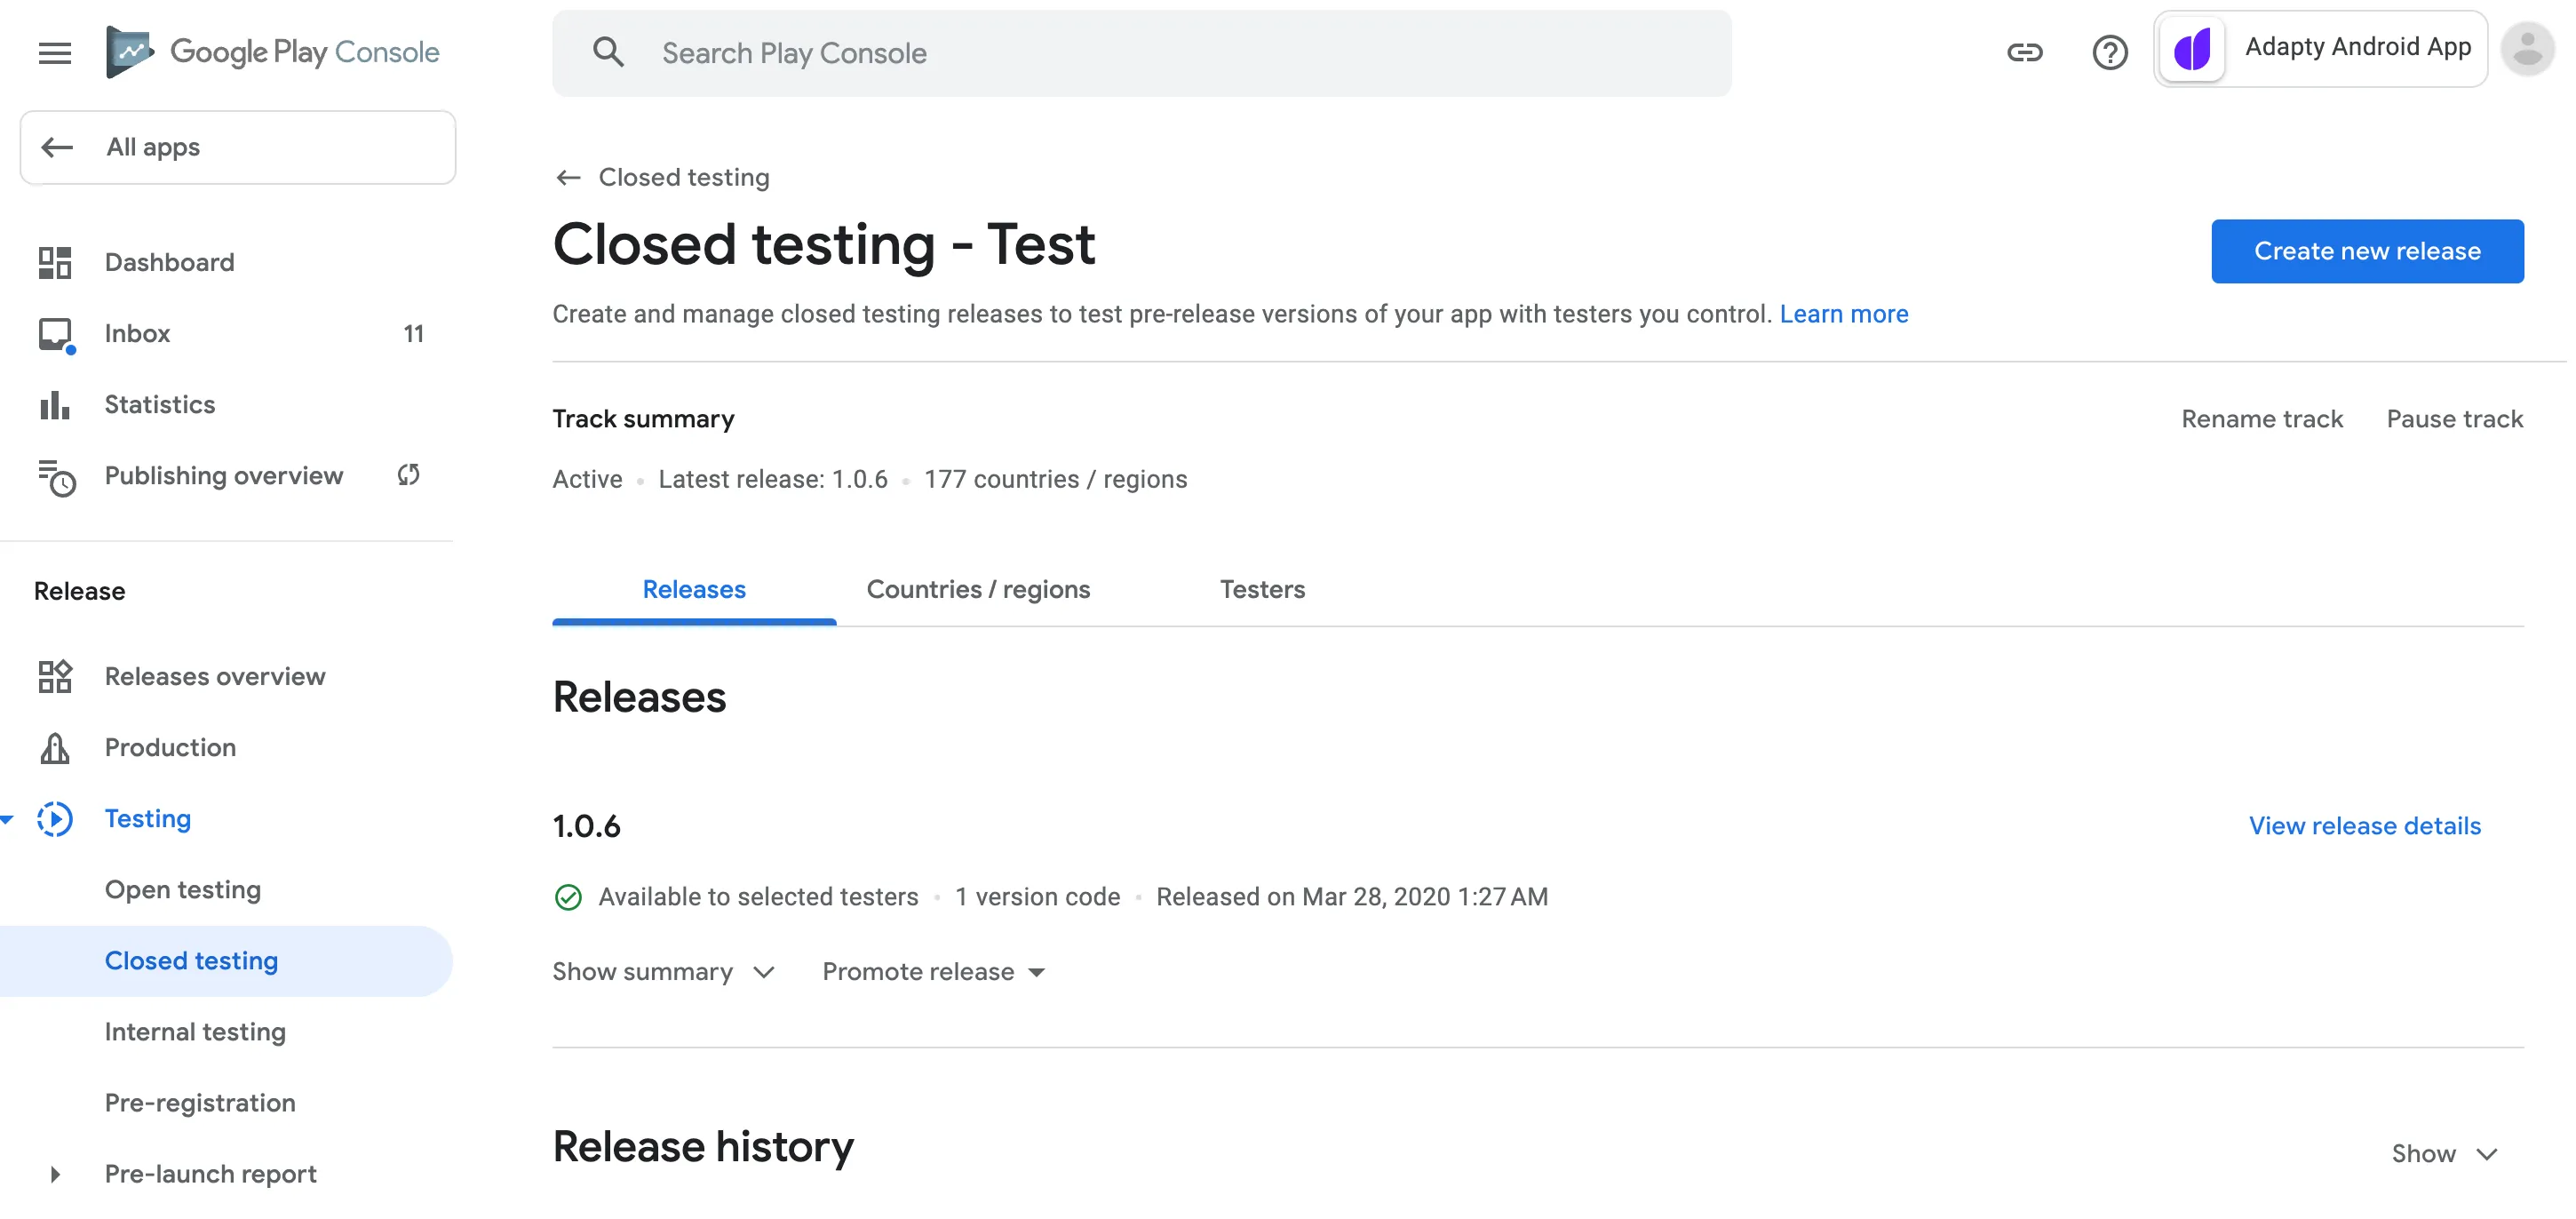 Google Play Console
Search Play Console
Adapty Android App
All apps
Dashboard
Inbox 11
Statistics
Publishing overview
Release
Releases overview
Production
Testing
Open testing
Closed testing
Internal testing
Pre-registration
Pre-launch report
Closed testing
Closed testing - Test
Create new release
Create and manage closed testing releases to test pre-release versions of your app with testers you control. Learn more
Track summary
Rename track Pause track
Active • Latest release: 1.0.6 • 177 countries / regions
Releases Countries / regions Testers
Releases
1.0.6
View release details
Available to selected testers • 1 version code • Released on Mar 28, 2020 1:27 AM
Show summary Promote release
Release history
Show